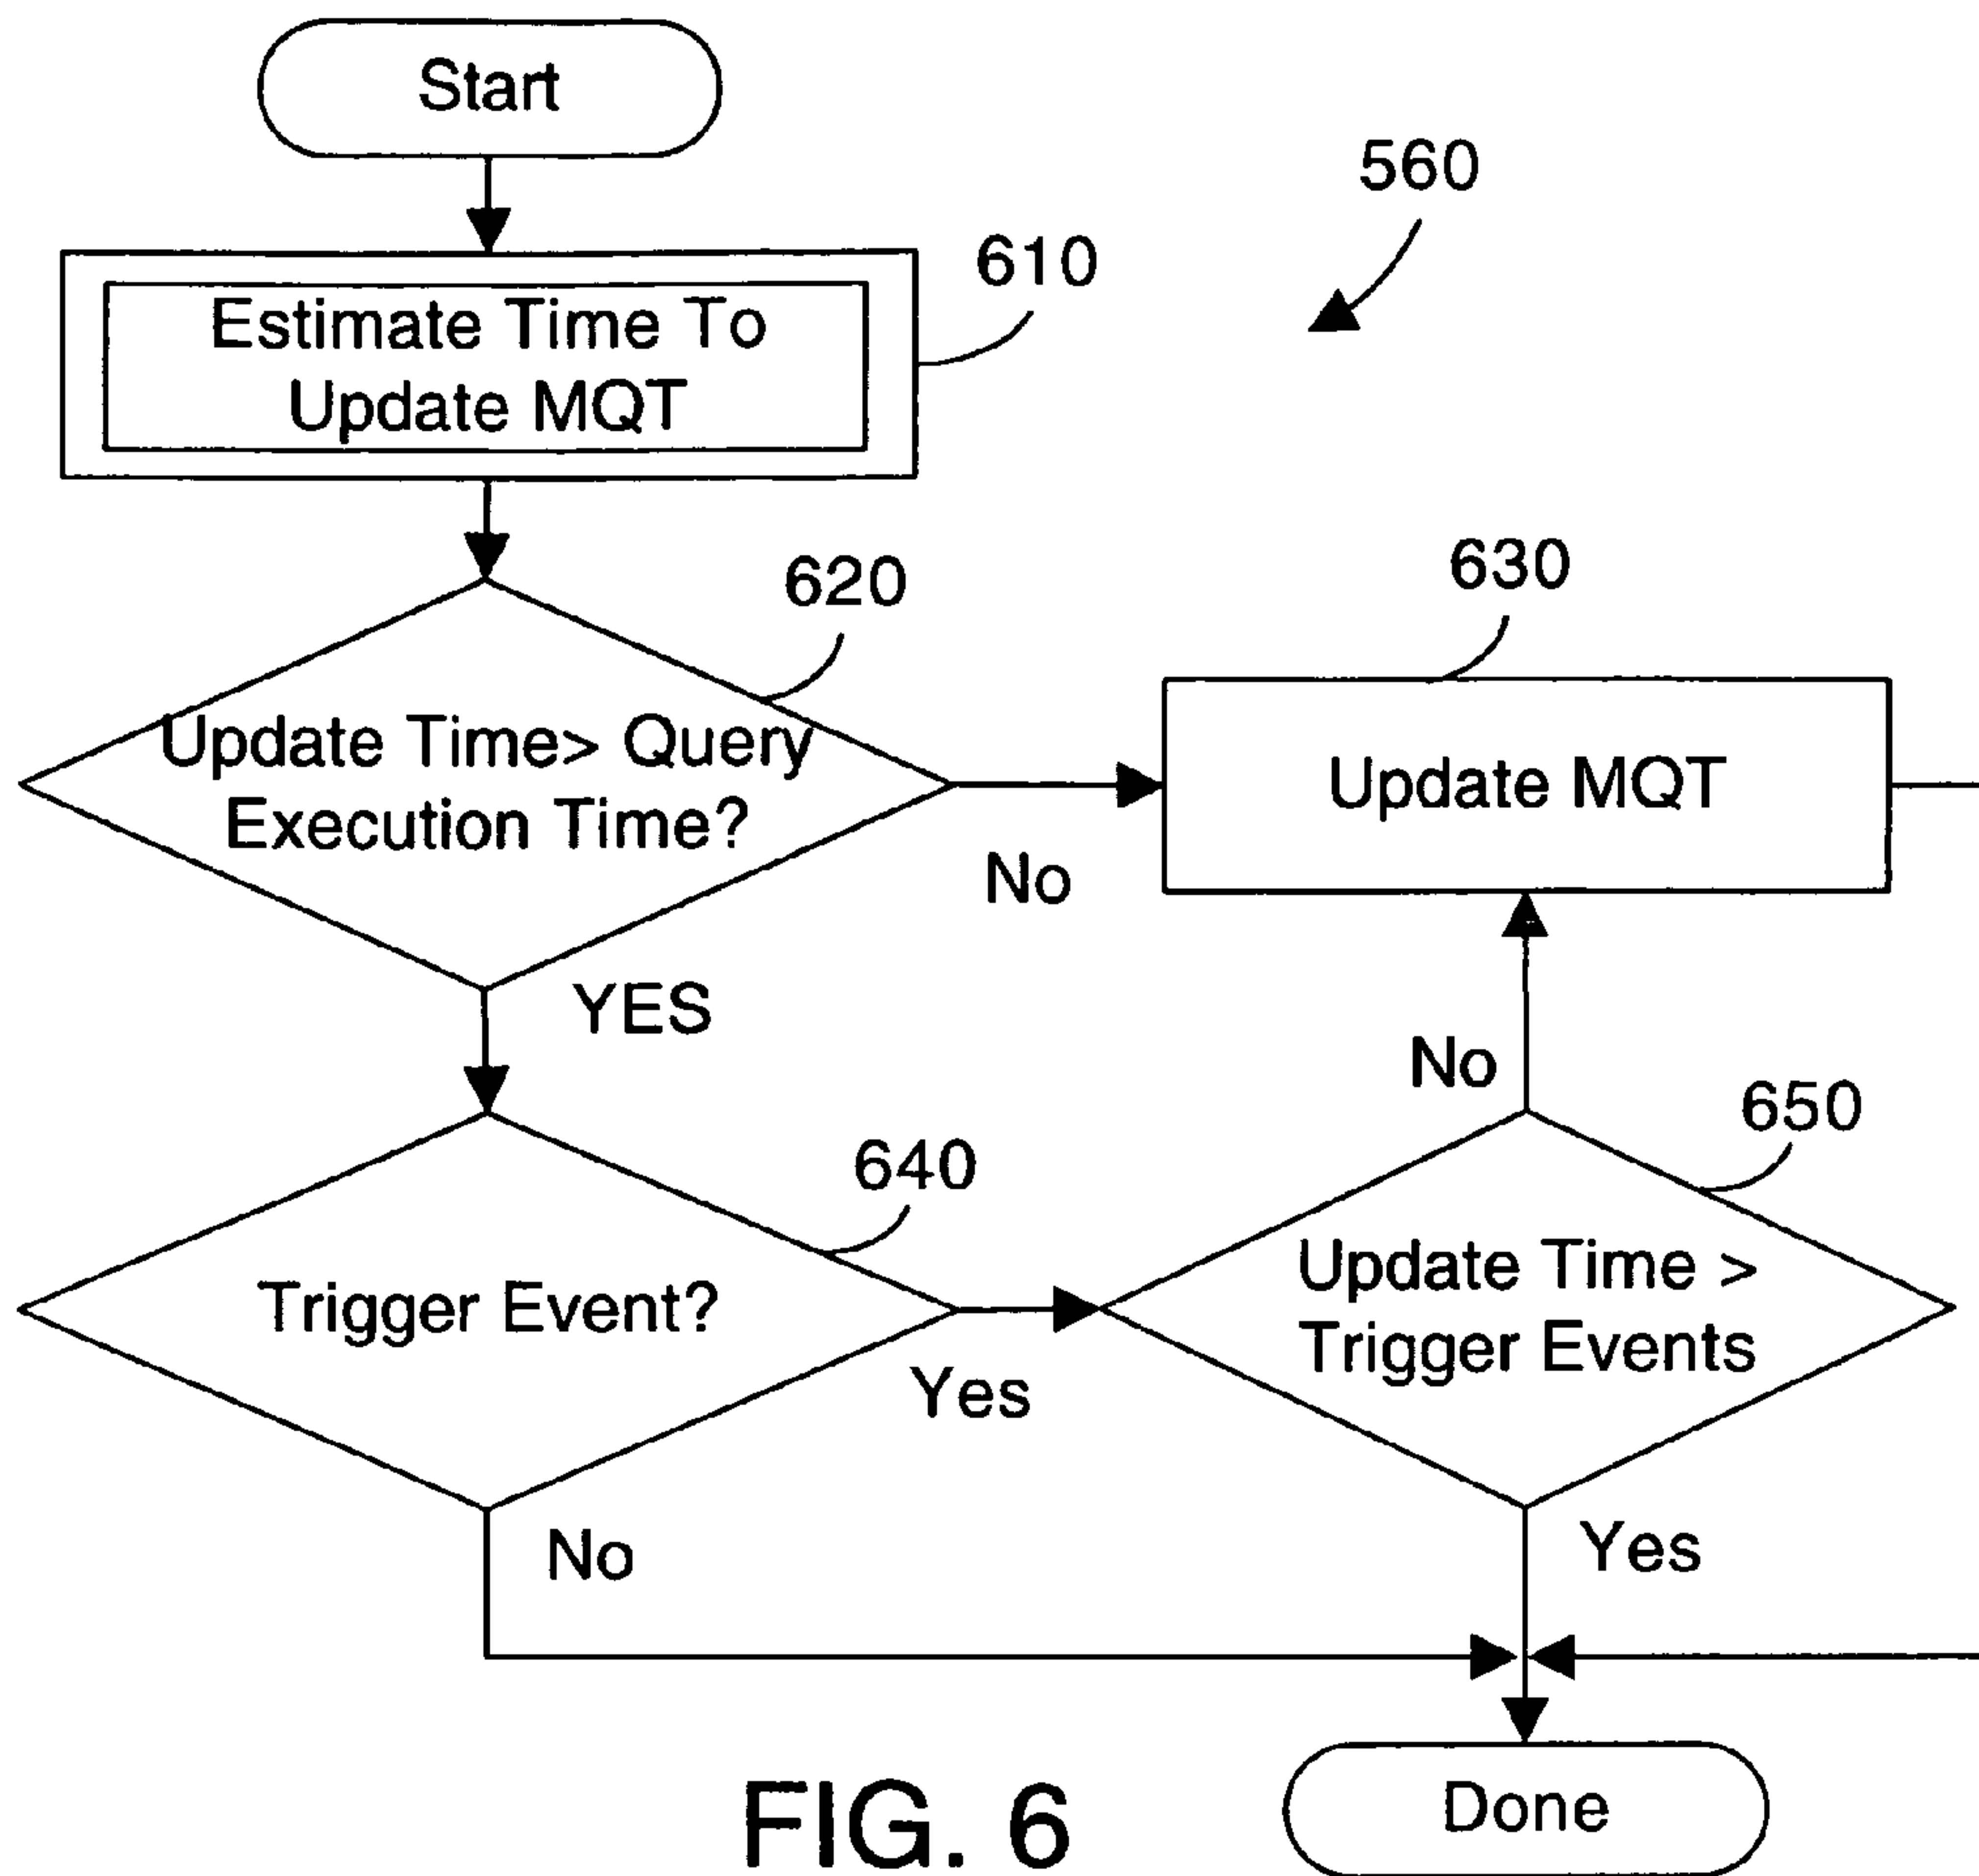 Start
560
610
Estimate Time To
Update MQT
620
630
Update Time> Query
Execution Time?
Update MQT
No
YES
No
650
640
Trigger Event?
Update Time >
Trigger Events
Yes
No
Yes
Done
FIG. 6